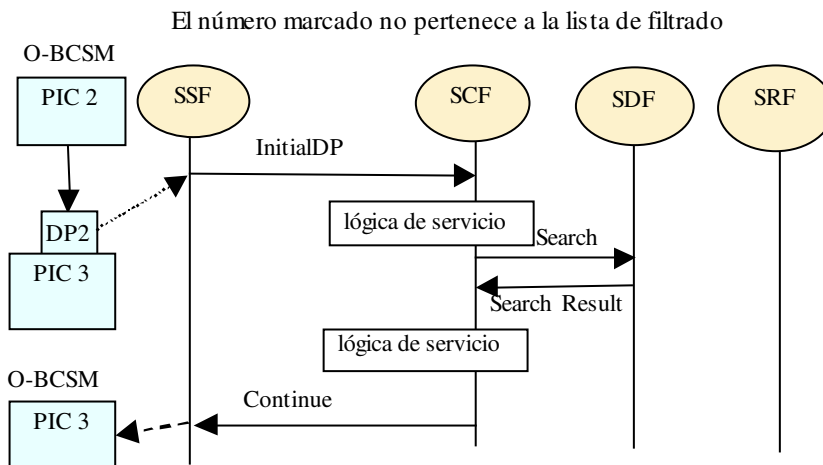 El número marcado no pertenece a la lista de filtrado
O-BCSM
PIC 2
SSF
SCF
SDF
SRF
InitialDP
lógica de servicio
DP2
Search
PIC 3
Search Result
lógica de servicio
O-BCSM
Continue
PIC 3